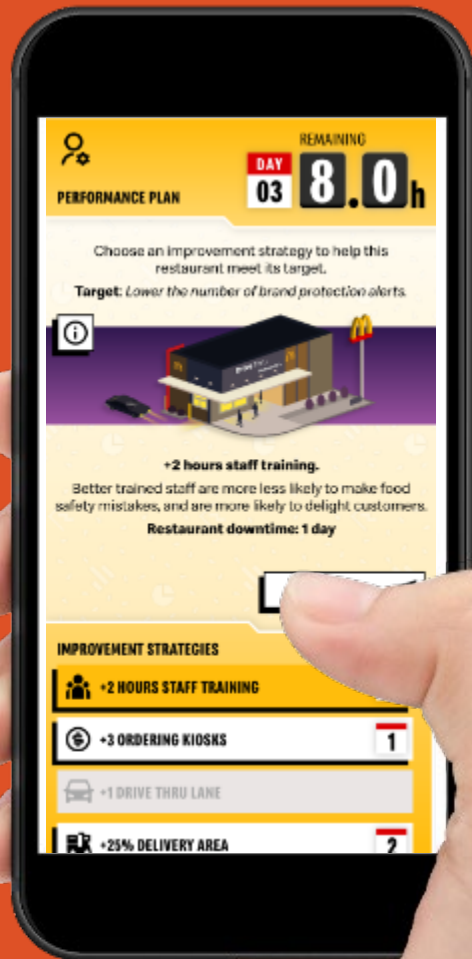 REMAINING
DAY
03
8.0h
PERFORMANCE PLAN
Choose an improvement strategy to help this
restaurant meet its target.
Target: Lower the number of brand protection alerts.
+2 hours staff training.
Better trained staff are more less likely to make food
safety mistakes, and are more likely to delight customers.
Restaurant downtime: 1 day
IMPROVEMENT STRATEGIES
+2 HOURS STAFF TRAINING
+3 ORDERING KIOSKS
1
+1 DRIVE THRU LANE
+25% DELIVERY AREA
2